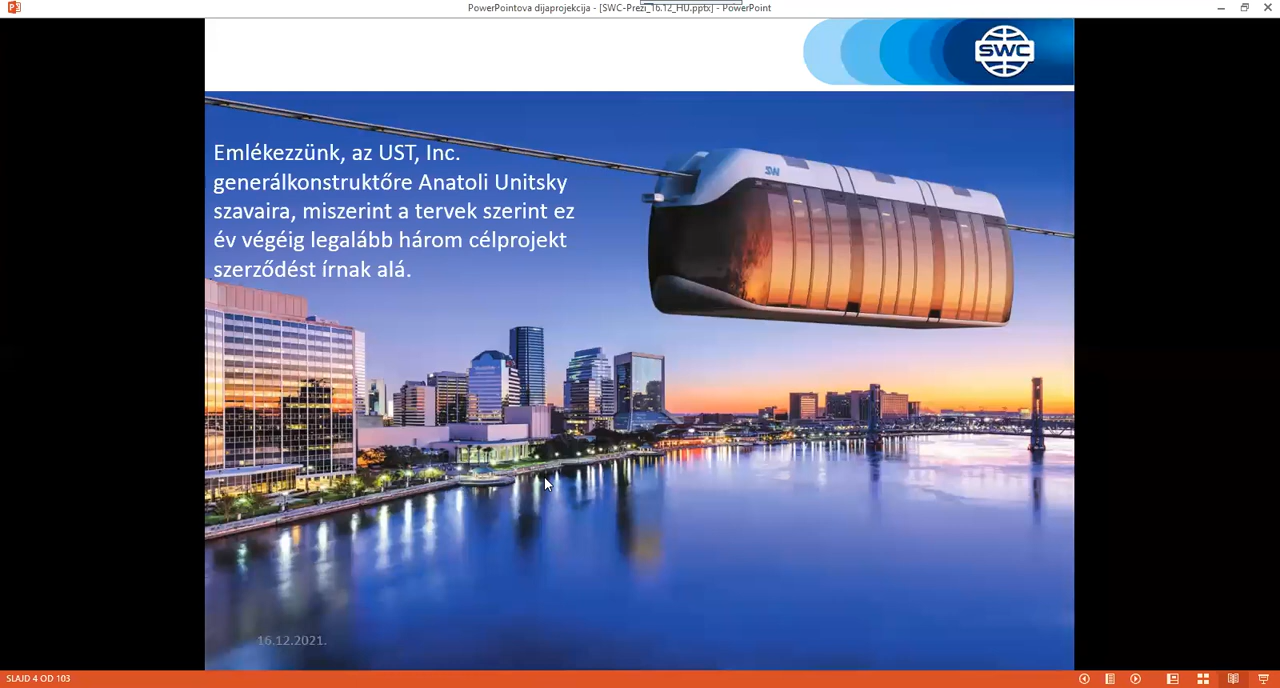 PowerPointova dijaprojekcija - [SWC-Prezi_16.12_HU.pptx] - PowerPoint
SWC
Emlékezzünk, az UST, Inc.
generálkonstruktőre Anatoli Unitsky
szavaira, miszerint a tervek szerint ez
év végéig legalább három célprojekt
szerződést írnak alá.
16.12.2021.
SLAJD 4 OD 103